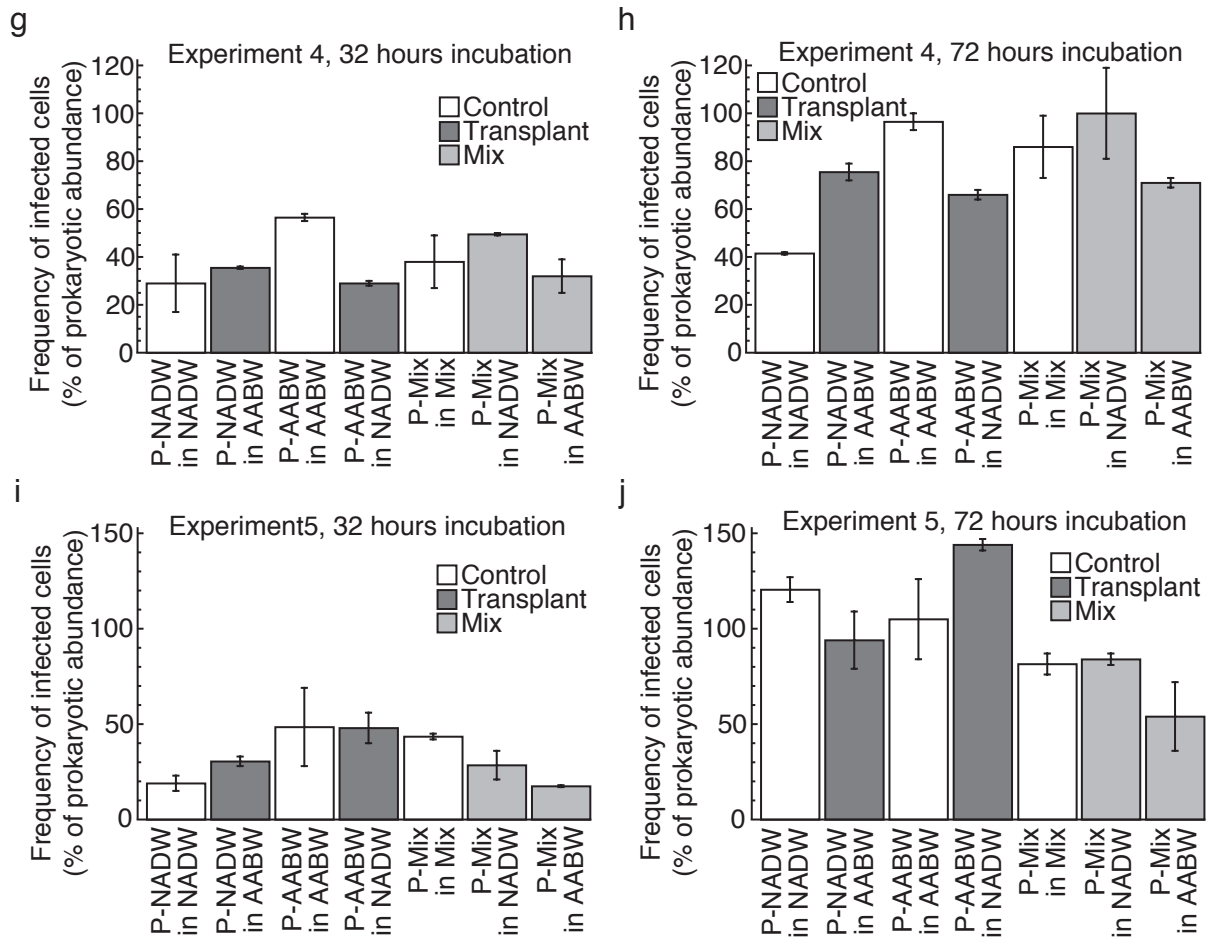 g
Experiment 4, 32 hours incubation
Frequency of infected cells
(% of prokaryotic abundance)
120
100
80
60
40
20
0
Control
Transplant
Mix
P-NADW
in NADW
P-NADW
in AABW
P-AABW
in AABW
P-AABW
in NADW
P-Mix
in Mix
P-Mix
in NADW
P-Mix
in AABW
h
Experiment 4, 72 hours incubation
Frequency of infected cells
(% of prokaryotic abundance)
120
100
80
60
40
20
0
Control
Transplant
Mix
P-NADW
in NADW
P-NADW
in AABW
P-AABW
in AABW
P-AABW
in NADW
P-Mix
in Mix
P-Mix
in NADW
P-Mix
in AABW
i
Experiment5, 32 hours incubation
Frequency of infected cells
(% of prokaryotic abundance)
150
100
50
0
Control
Transplant
Mix
P-NADW
in NADW
P-NADW
in AABW
P-AABW
in AABW
P-AABW
in NADW
P-Mix
in Mix
P-Mix
in NADW
P-Mix
in AABW
j
Experiment 5, 72 hours incubation
Frequency of infected cells
(% of prokaryotic abundance)
150
100
50
0
Control
Transplant
Mix
P-NADW
in NADW
P-NADW
in AABW
P-AABW
in AABW
P-AABW
in NADW
P-Mix
in Mix
P-Mix
in NADW
P-Mix
in AABW